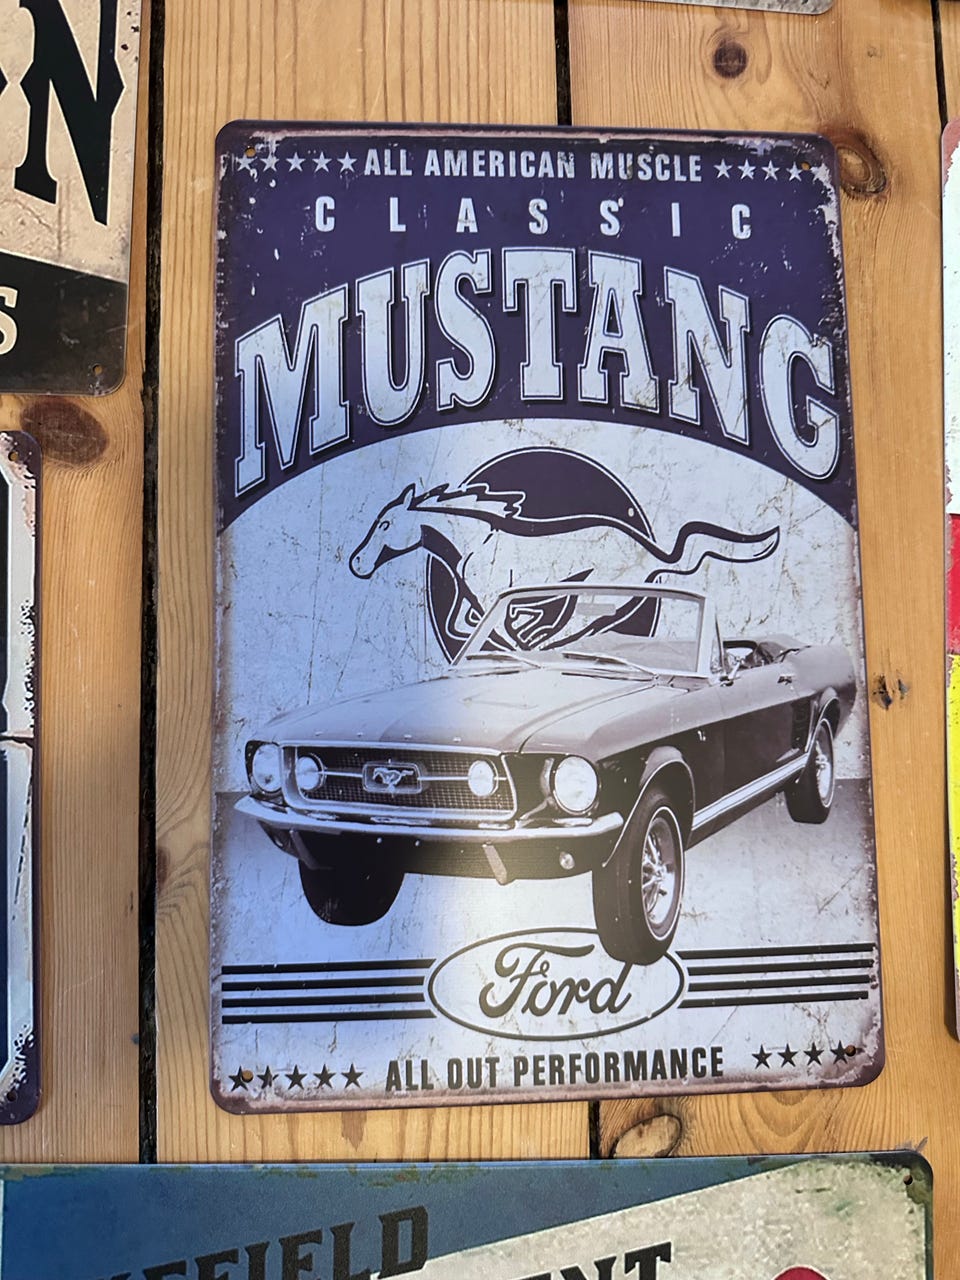 ALL AMERICAN MUSCLE
CLASSIC
MUSTANG
Ford
ALL OUT PERFORMANCE